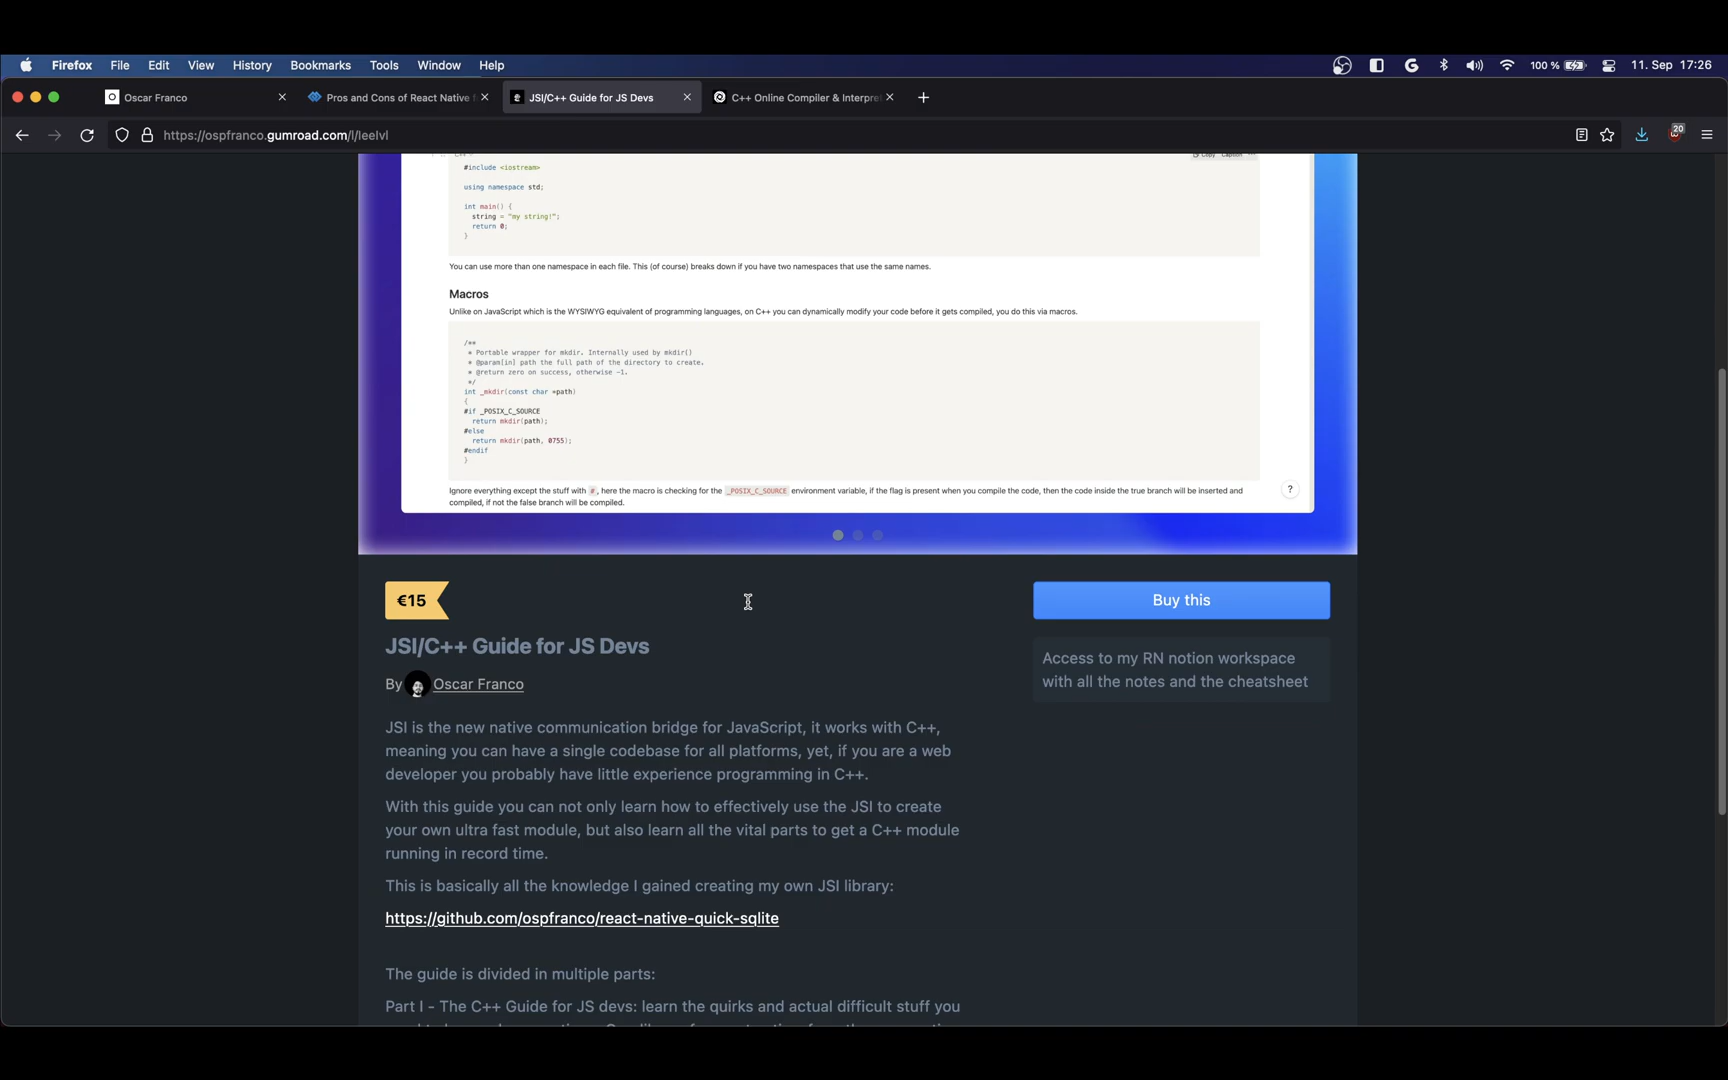 Firefox File Edit View History Bookmarks Tools Window Help 100 % 11. Sep 17:26
Oscar Franco Pros and Cons of React Native JSI/C++ Guide for JS Devs C++ Online Compiler & Interpre
https://ospfranco.gumroad.com/l/leelvl 20
Copy Caption
#include <iostream>
using namespace std;
int main() {
string = "my string!";
return 0;
}
You can use more than one namespace in each file. This (of course) breaks down if you have two namespaces that use the same names.
Macros
Unlike on JavaScript which is the WYSIWYG equivalent of programming languages, on C++ you can dynamically modify your code before it gets compiled, you do this via macros.
/**
* Portable wrapper for mkdir. Internally used by mkdir()
* @param[in] path the full path of the directory to create.
* @return zero on success, otherwise -1.
*/
int _mkdir(const char *path)
{
#if _POSIX_C_SOURCE
return mkdir(path);
#else
return mkdir(path, 0755);
#endif
}
Ignore everything except the stuff with #, here the macro is checking for the _POSIX_C_SOURCE environment variable, if the flag is present when you compile the code, then the code inside the true branch will be inserted and
compiled, if not the false branch will be compiled.
?
€15
Buy this
JSI/C++ Guide for JS Devs
Access to my RN notion workspace
with all the notes and the cheatsheet
By Oscar Franco
JSI is the new native communication bridge for JavaScript, it works with C++,
meaning you can have a single codebase for all platforms, yet, if you are a web
developer you probably have little experience programming in C++.
With this guide you can not only learn how to effectively use the JSI to create
your own ultra fast module, but also learn all the vital parts to get a C++ module
running in record time.
This is basically all the knowledge I gained creating my own JSI library:
https://github.com/ospfranco/react-native-quick-sqlite
The guide is divided in multiple parts:
Part I - The C++ Guide for JS devs: learn the quirks and actual difficult stuff you